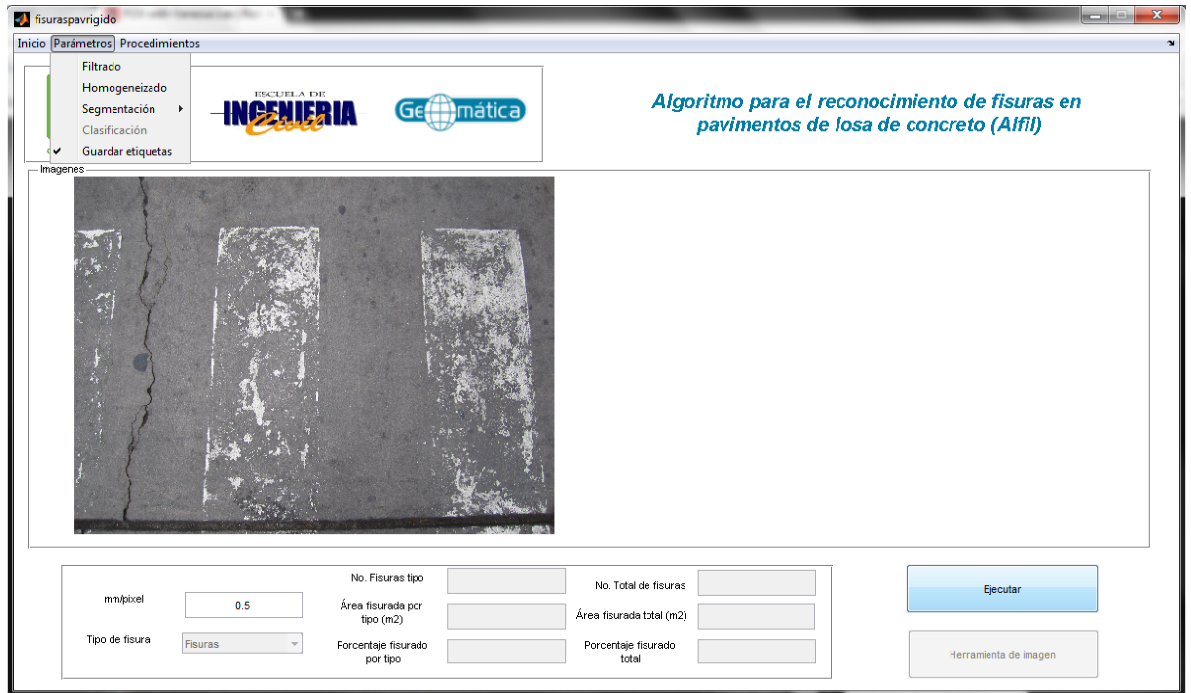 fisuraspavrigido
Inicio Parámetros Procedimientos
Filtrado
Homogeneizado
Segmentación
Clasificación
Guardar etiquetas
ESCUELA DE
INGENIERIA
Civil
Geomática
Algoritmo para el reconocimiento de fisuras en
pavimentos de losa de concreto (Alfil)
Imagenes
mm/pixel
0.5
Tipo de fisura
Fisuras
No. Fisuras tipo
Área fisurada por
tipo (m2)
Porcentaje fisurado
por tipo
No. Total de fisuras
Área fisurada total (m2)
Porcentaje fisurado
total
Ejecutar
Herramienta de imagen